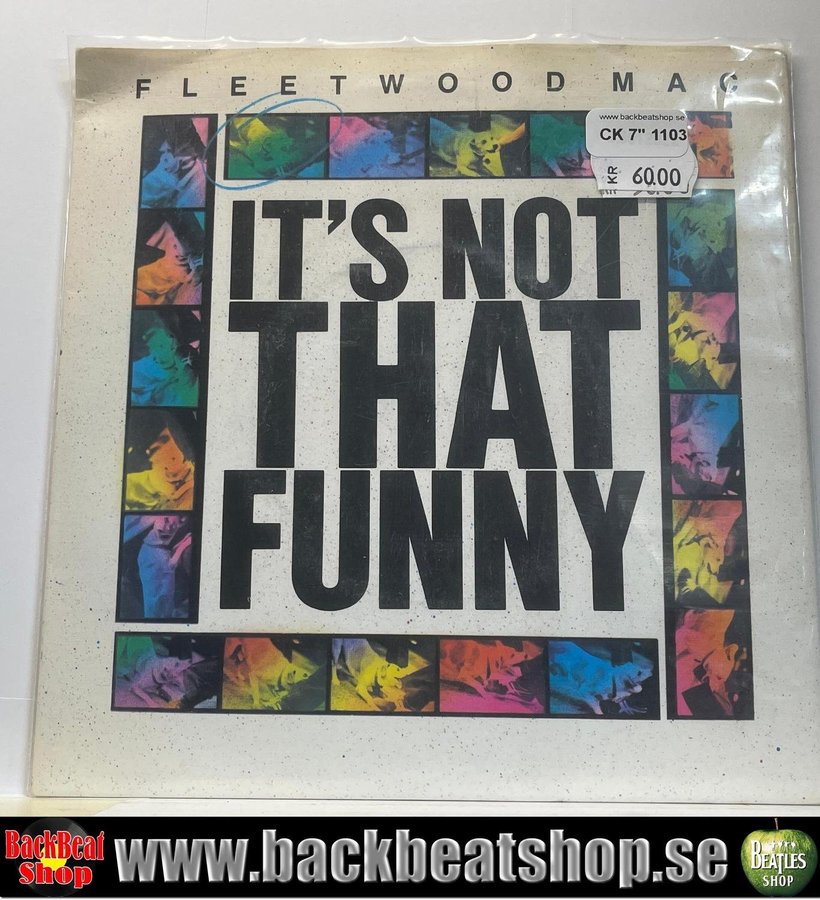 FLEETWOOD MAC
www.backbeatshop.se
CK 7" 1103
KR 60.00
IT'S NOT
THAT
FUNNY
BackBeat
Shop
www.backbeatshop.se
BEATLES
SHOP